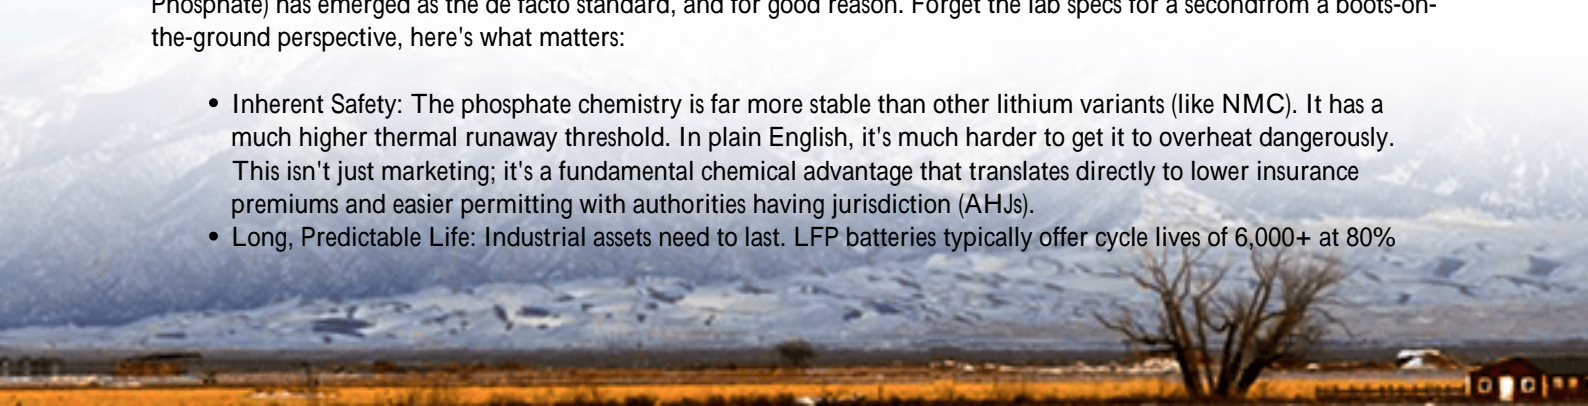 Phosphate) has emerged as the de facto standard, and for good reason. Forget the lab specs for a secondfrom a boots-on-
the-ground perspective, here's what matters:
• Inherent Safety: The phosphate chemistry is far more stable than other lithium variants (like NMC). It has a
much higher thermal runaway threshold. In plain English, it's much harder to get it to overheat dangerously.
This isn't just marketing; it's a fundamental chemical advantage that translates directly to lower insurance
premiums and easier permitting with authorities having jurisdiction (AHJs).
• Long, Predictable Life: Industrial assets need to last. LFP batteries typically offer cycle lives of 6,000+ at 80%